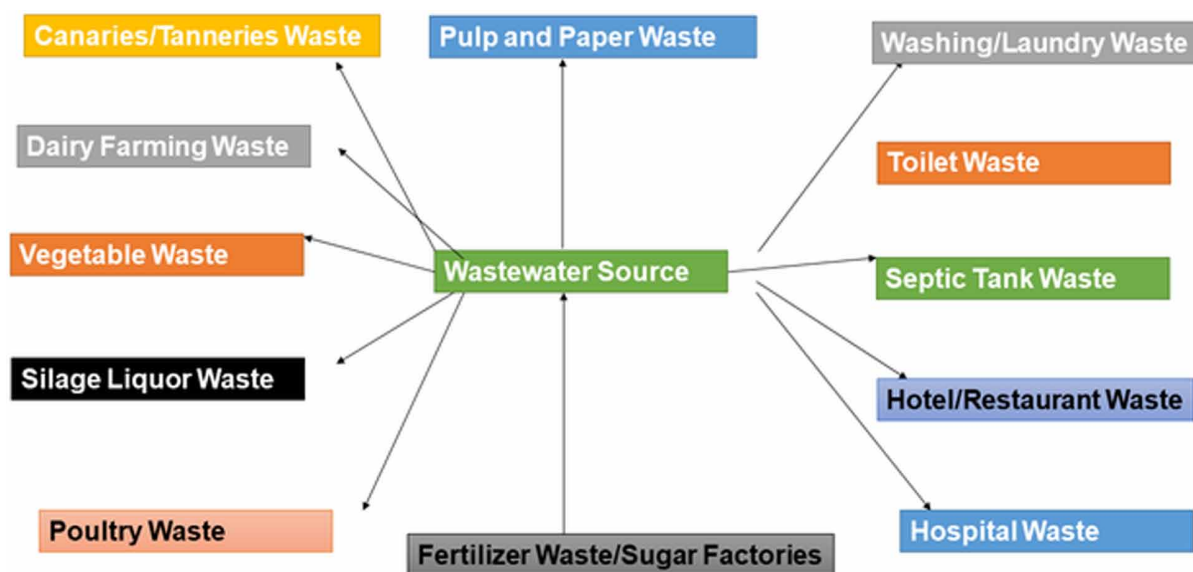 Canaries/Tanneries Waste
Pulp and Paper Waste
Washing/Laundry Waste
Dairy Farming Waste
Toilet Waste
Vegetable Waste
Wastewater Source
Septic Tank Waste
Silage Liquor Waste
Hotel/Restaurant Waste
Poultry Waste
Fertilizer Waste/Sugar Factories
Hospital Waste